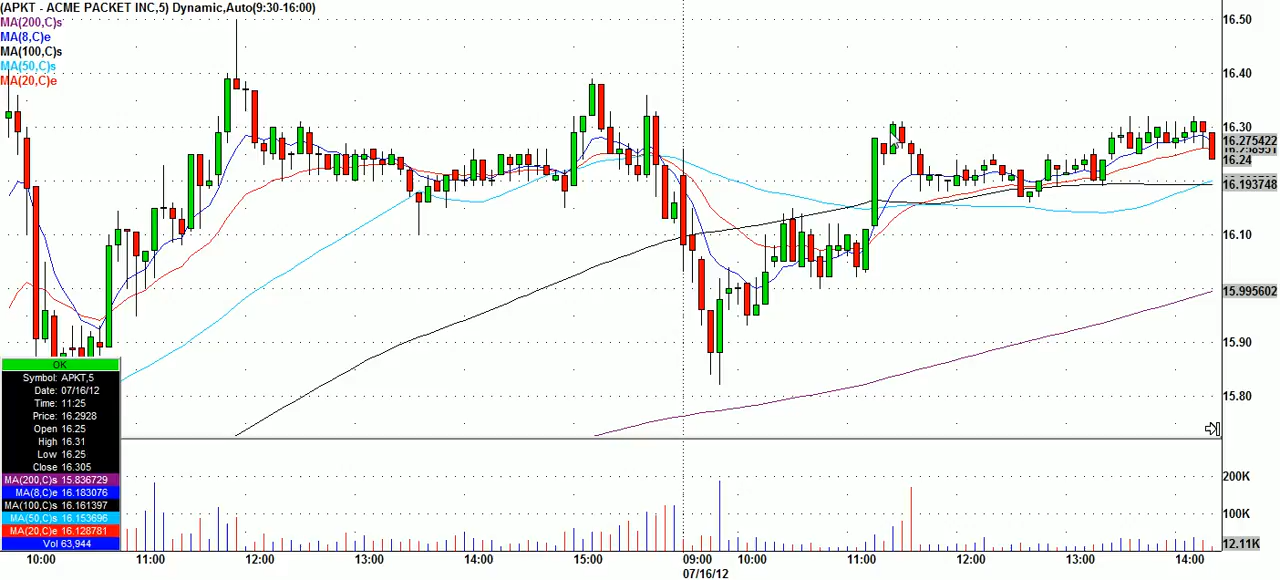 (APKT - ACME PACKET INC,5) Dynamic,Auto(9:30-16:00)
MA(200,C)s
MA(8,C)e
MA(100,C)s
MA(50,C)s
MA(20,C)e
16.50
16.40
16.30
16.275422
16.24
16.193748
16.10
15.995602
15.90
15.80
OK
Symbol: APKT,5
Date: 07/16/12
Time: 11:25
Price: 16.2928
Open 16.25
High 16.31
Low 16.25
Close 16.305
MA(200,C)s 15.836729
MA(8,C)e 16.183076
MA(100,C)s 16.161397
MA(50,C)s 16.153696
MA(20,C)e 16.128781
Vol 63,944
200K
100K
12.11K
10:00 11:00 12:00 13:00 14:00 15:00 09:00 10:00 11:00 12:00 13:00 14:00
07/16/12